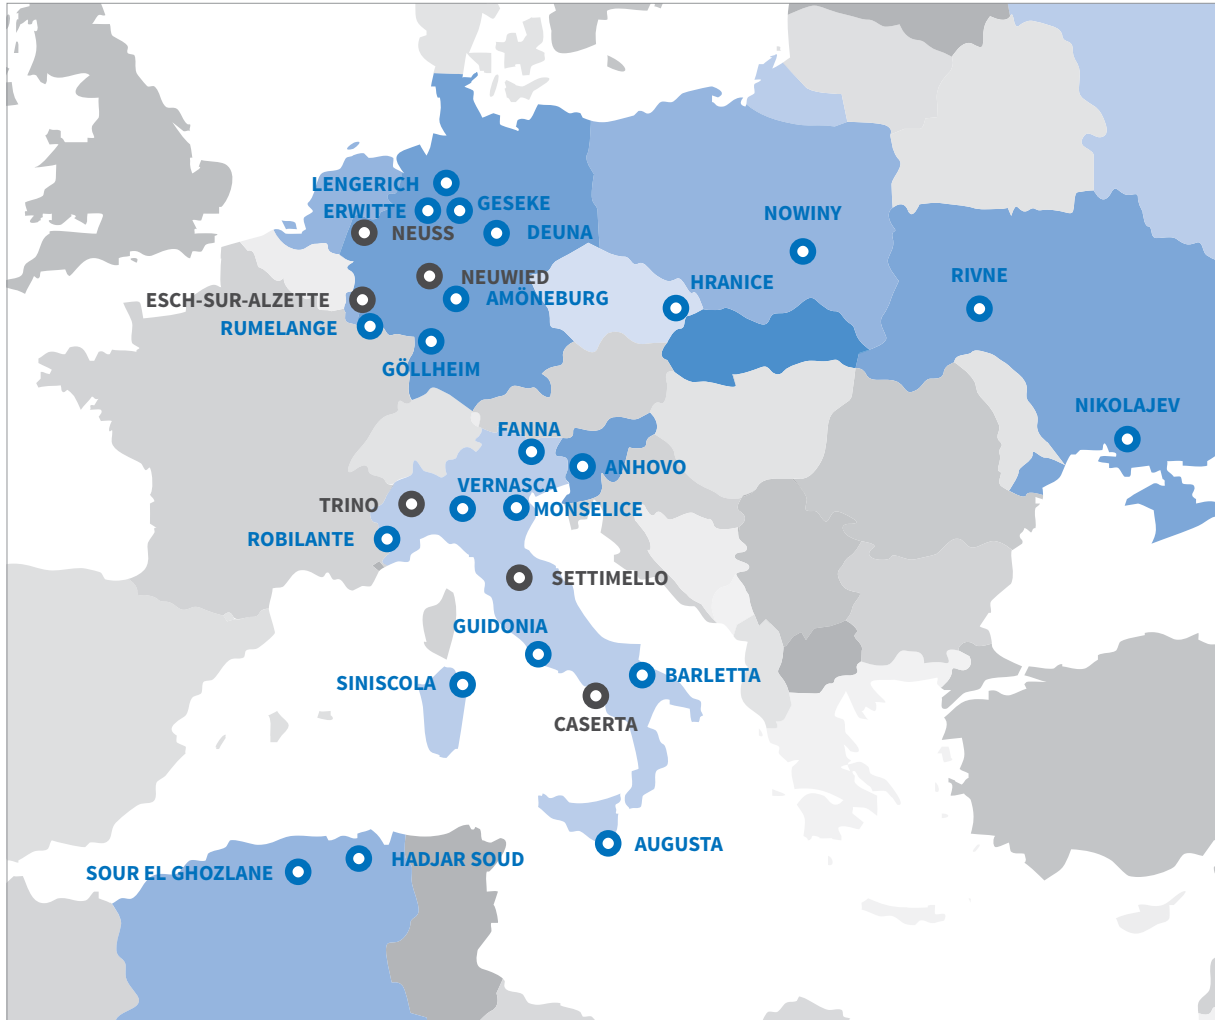 LENGERICH
ERWITTE
GESEKE
NEUSS
DEUNA
NOWINY
NEUWIED
RIVNE
HRANICE
ESCH-SUR-ALZETTE
AMÖNEBURG
RUMELANGE
GÖLLHEIM
NIKOLAJEV
FANNA
ANHOVO
VERNASCA
TRINO
MONSELICE
ROBILANTE
SETTIMELLO
GUIDONIA
BARLETTA
SINISCOLA
CASERTA
AUGUSTA
HADJAR SOUD
SOUR EL GHOZLANE